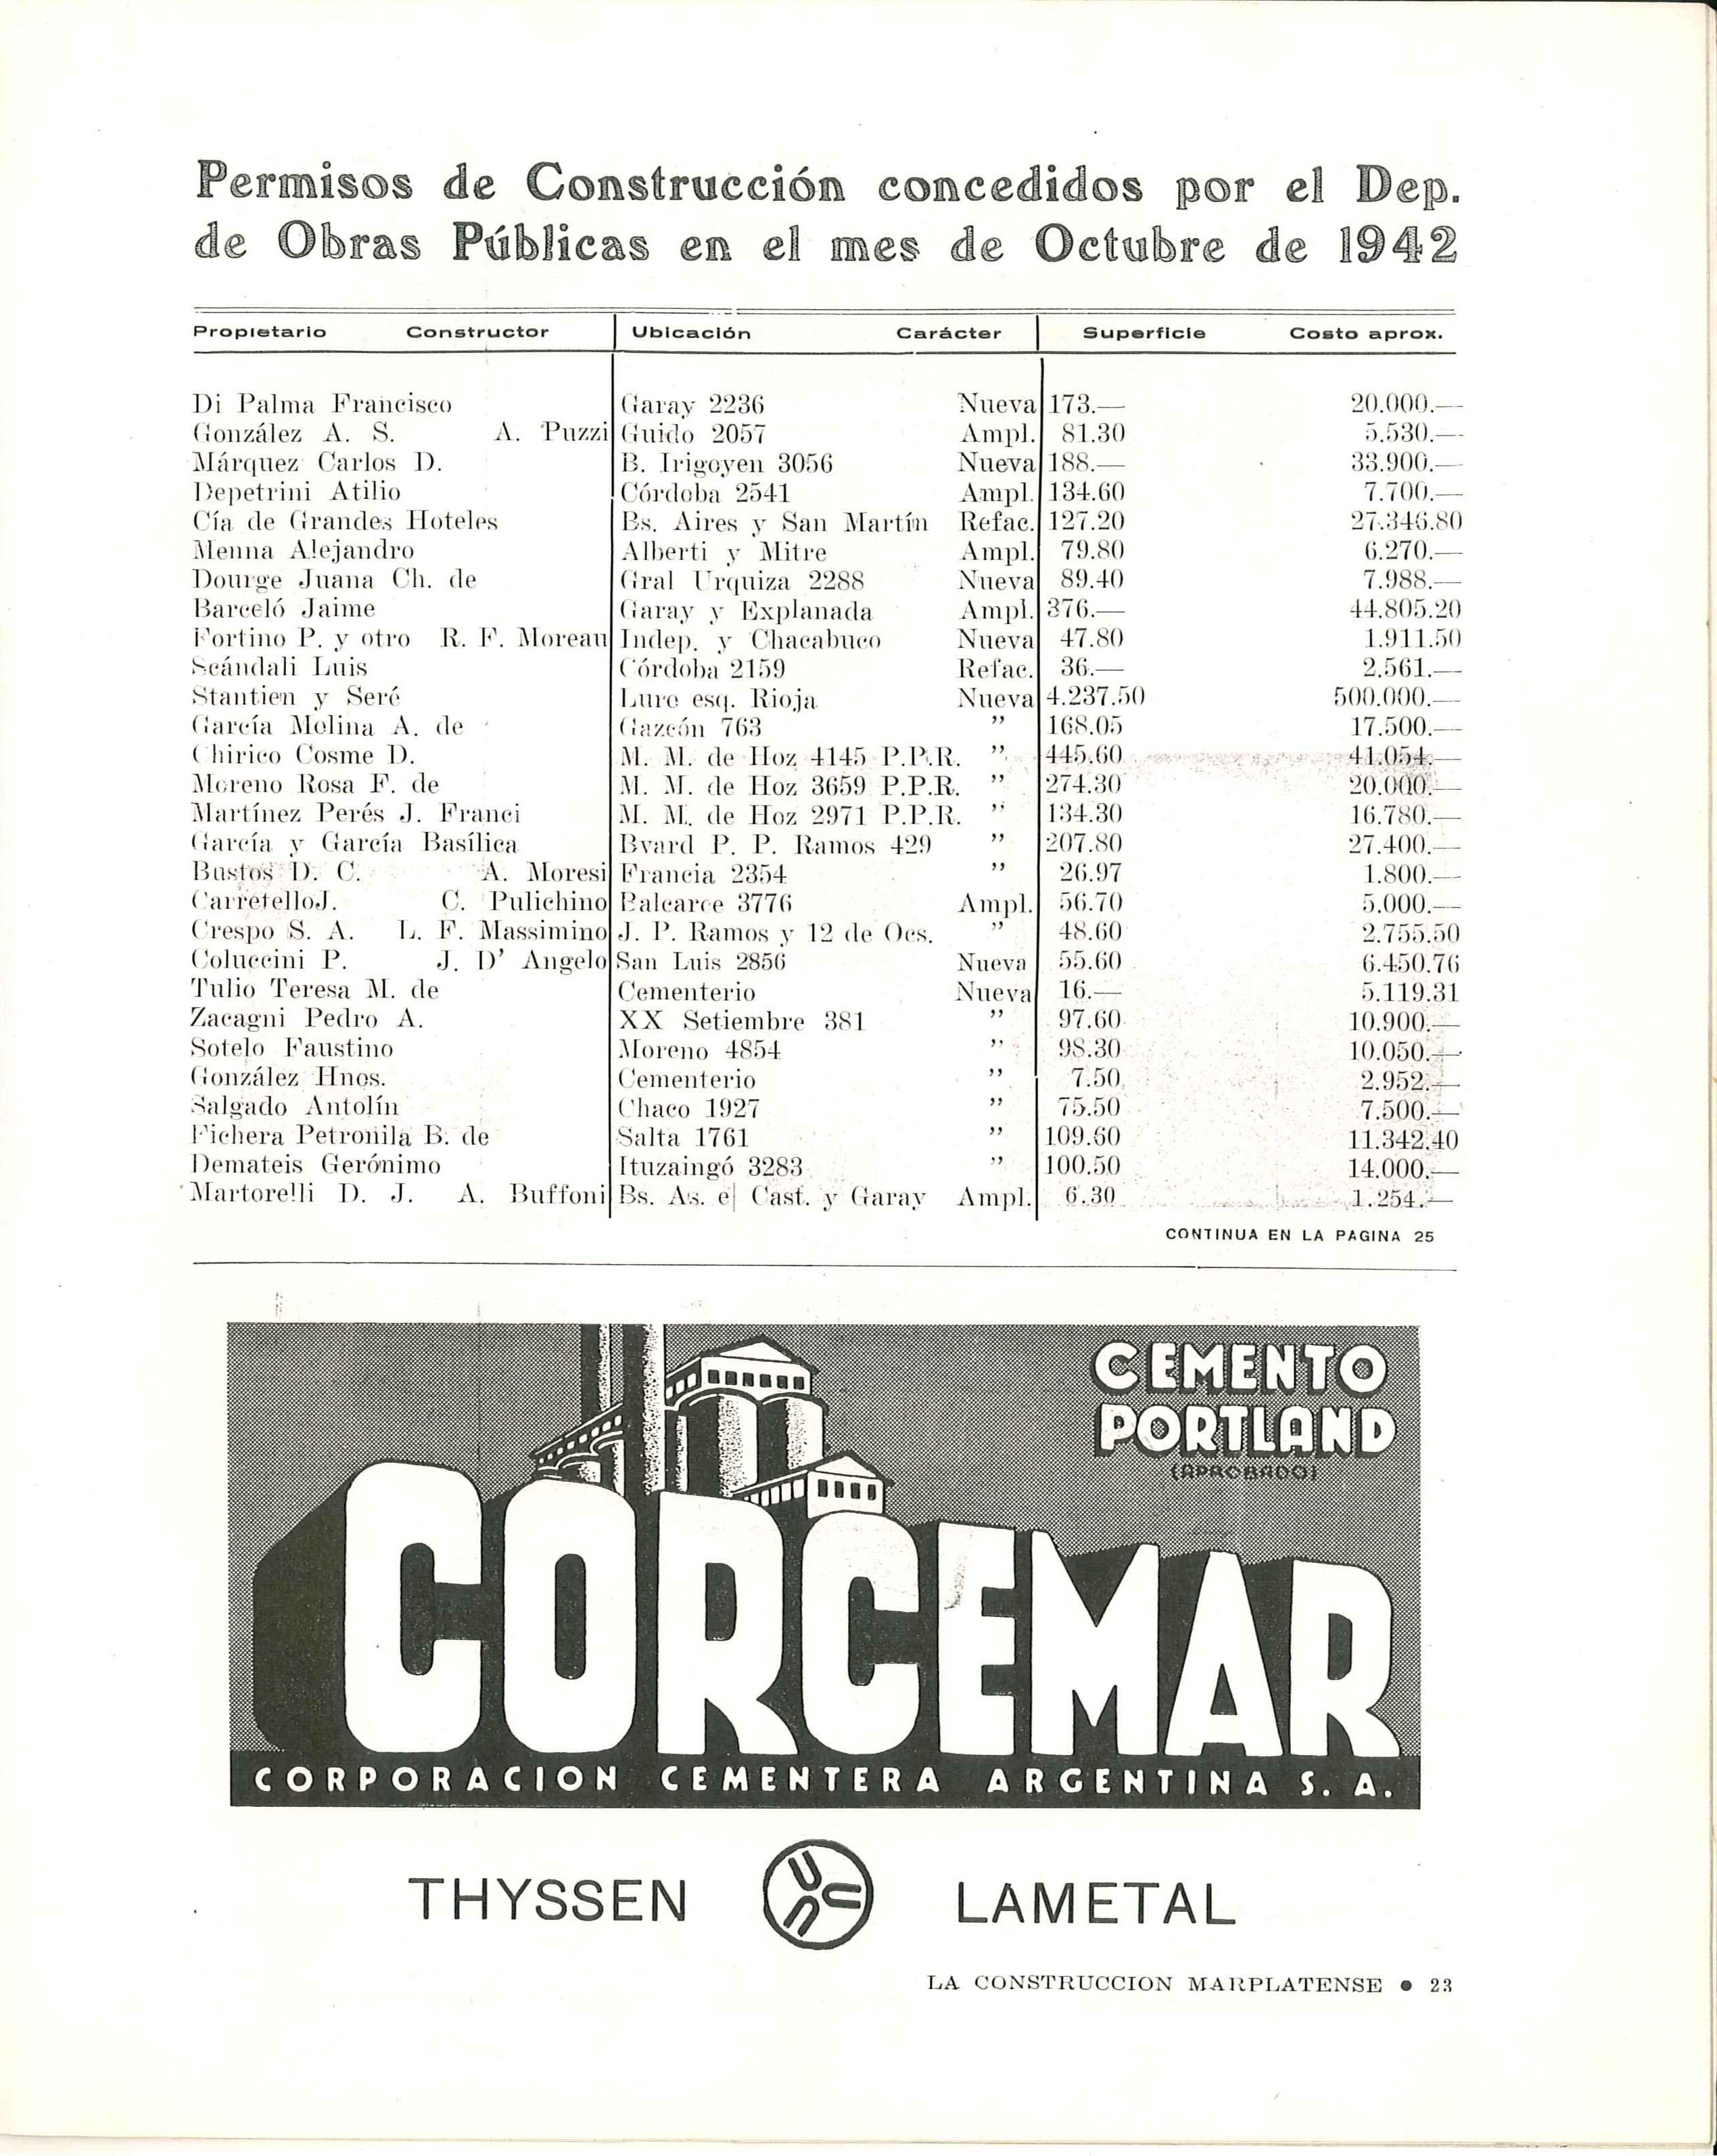 Permisos de Construcción concedidos por el Dep.
de Obras Públicas en el mes de Octubre de 1942
Propietario Constructor Ubicación Carácter Superficie Costo aprox.
Di Palma Francisco Garay 2236 Nueva 173.— 20.000.—
González A. S. A. Puzzi Guido 2057 Ampl. 81.30 5.530.—
Márquez Carlos D. B. Irigoyen 3056 Nueva 188.— 33.900.—
Depetrini Atilio Córdoba 2541 Ampl. 134.60 7.700.—
Cía de Grandes Hoteles Bs. Aires y San Martín Refac. 127.20 27.346.80
Menna Alejandro Alberti y Mitre Ampl. 79.80 6.270.—
Dourge Juana Ch. de Gral Urquiza 2288 Nueva 89.40 7.988.—
Barceló Jaime Garay y Explanada Ampl. 376.— 44.805.20
Fortino P. y otro R. F. Moreau Indep. y Chacabuco Nueva 47.80 1.911.50
Scándali Luis Córdoba 2159 Refac. 36.— 2.561.—
Stantien y Seré Luro esq. Rioja Nueva 4.237.50 500.000.—
García Molina A. de Gazcón 763 ” 168.05 17.500.—
Chirico Cosme D. M. M. de Hoz 4145 P.P.R. ” 445.60 41.054.—
Moreno Rosa F. de M. M. de Hoz 3659 P.P.R. ” 274.30 20.000.—
Martínez Perés J. Franci M. M. de Hoz 2971 P.P.R. ” 134.30 16.780.—
García y García Basílica Bvard P. P. Ramos 429 ” 207.80 27.400.—
Bustos D. C. A. Moresi Francia 2354 ” 26.97 1.800.—
CarretelloJ. C. Pulichino Balcarce 3776 Ampl. 56.70 5.000.—
Crespo S. A. L. F. Massimino J. P. Ramos y 12 de Ocs. ” 48.60 2.755.50
Coluccini P. J. D’ Angelo San Luis 2856 Nueva 55.60 6.450.76
Tulio Teresa M. de Cementerio Nueva 16.— 5.119.31
Zacagni Pedro A. XX Setiembre 381 ” 97.60 10.900.—
Sotelo Faustino Moreno 4854 ” 98.30 10.050.—
González Hnos. Cementerio ” 7.50 2.952.—
Salgado Antolín Chaco 1927 ” 75.50 7.500.—
Fichera Petronila B. de Salta 1761 ” 109.60 11.342.40
Demateis Gerónimo Ituzaingó 3283 ” 100.50 14.000.—
Martorelli D. J. A. Buffoni Bs. As. e| Cast. y Garay Ampl. 6.30 1.254.—
CONTINUA EN LA PAGINA 25
CEMENTO
PORTLAND
(APROBADO)
CORCEMAR
CORPORACION CEMENTERA ARGENTINA S. A.
THYSSEN LAMETAL
LA CONSTRUCCION MARPLATENSE ● 23